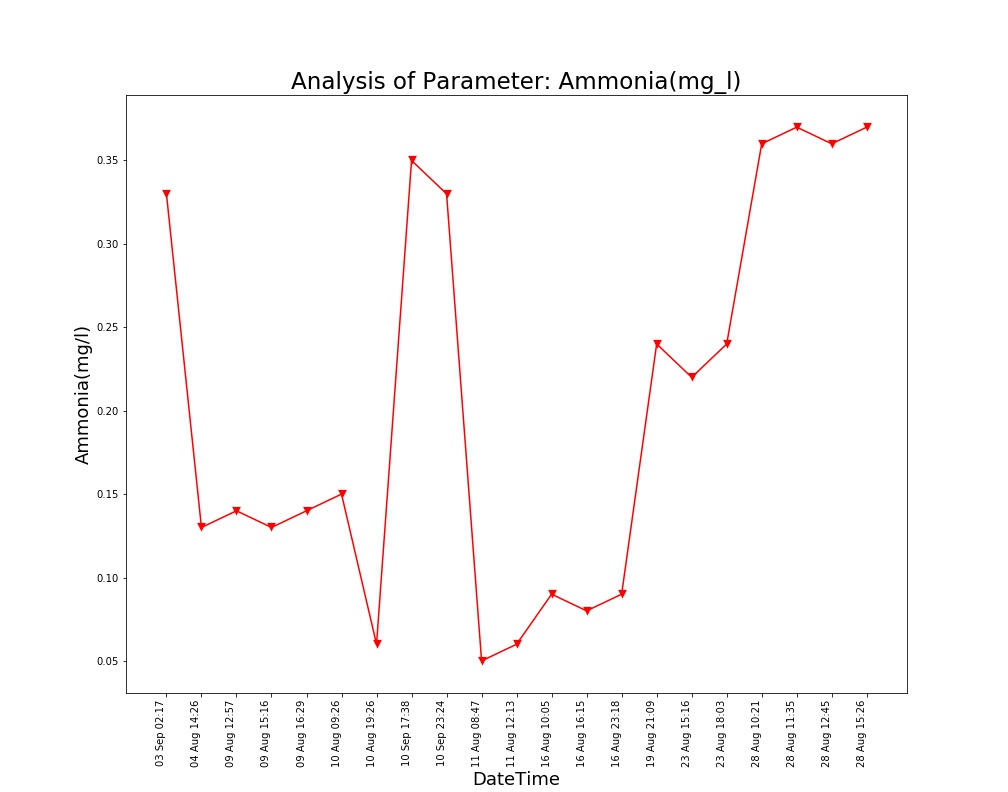 Analysis of Parameter: Ammonia(mg_l)
Ammonia(mg/l)
0.35
0.30
0.25
0.20
0.15
0.10
0.05
03 Sep 02:17
04 Aug 14:26
09 Aug 12:57
09 Aug 15:16
09 Aug 16:29
10 Aug 09:26
10 Aug 19:26
10 Sep 17:38
10 Sep 23:24
11 Aug 08:47
11 Aug 12:13
16 Aug 10:05
16 Aug 16:15
16 Aug 23:18
19 Aug 21:09
23 Aug 15:16
23 Aug 18:03
28 Aug 10:21
28 Aug 11:35
28 Aug 12:45
28 Aug 15:26
DateTime